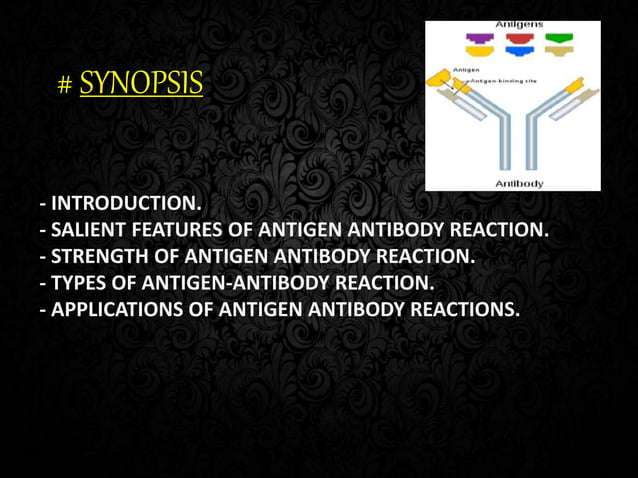 # SYNOPSIS
Antigens
Antigen
Antigen-binding site
Antibody
- INTRODUCTION.
- SALIENT FEATURES OF ANTIGEN ANTIBODY REACTION.
- STRENGTH OF ANTIGEN ANTIBODY REACTION.
- TYPES OF ANTIGEN-ANTIBODY REACTION.
- APPLICATIONS OF ANTIGEN ANTIBODY REACTIONS.